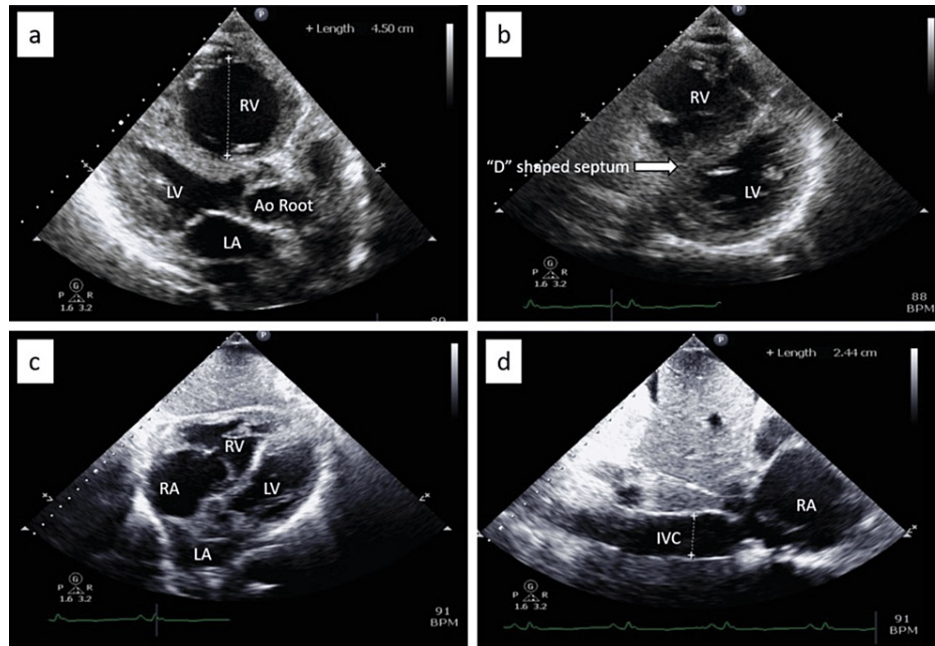 a
P
+ Length 4.50 cm
RV
LV
Ao Root
LA
G
P R
1.6 3.2
b
P
RV
"D" shaped septum
LV
G
P R
1.6 3.2
88
BPM
c
P
RV
RA
LV
LA
G
P R
1.6 3.2
91
BPM
d
P
+ Length 2.44 cm
RA
IVC
G
P R
1.6 3.2
91
BPM